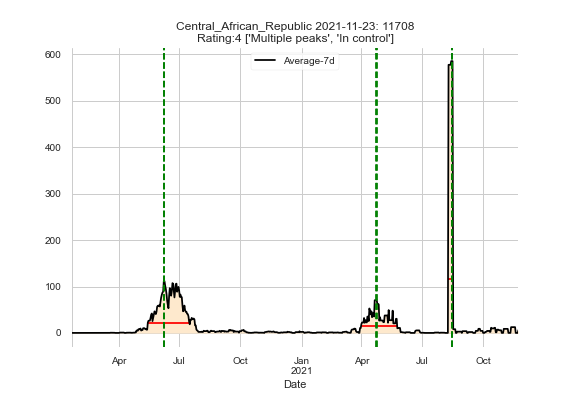 Central_African_Republic 2021-11-23: 11708
Rating:4 ['Multiple peaks', 'In control']
Average-7d
600
500
400
300
200
100
0
Apr Jul Oct Jan Apr Jul Oct
2021
Date